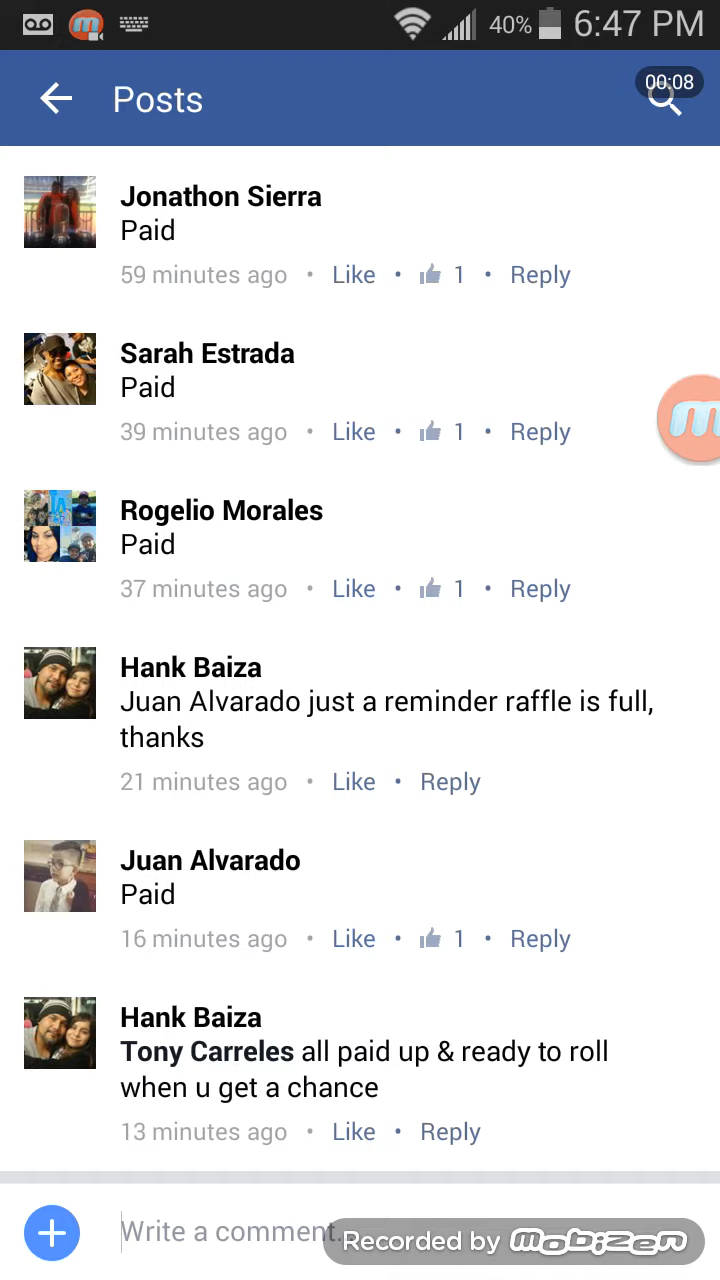 40% 6:47 PM
Posts
00:08
Jonathon Sierra
Paid
59 minutes ago • Like • 1 • Reply
Sarah Estrada
Paid
39 minutes ago • Like • 1 • Reply
LA
Rogelio Morales
Paid
37 minutes ago • Like • 1 • Reply
Hank Baiza
Juan Alvarado just a reminder raffle is full,
thanks
21 minutes ago • Like • Reply
Juan Alvarado
Paid
16 minutes ago • Like • 1 • Reply
Hank Baiza
Tony Carreles all paid up & ready to roll
when u get a chance
13 minutes ago • Like • Reply
Write a comment...
Recorded by mobizen